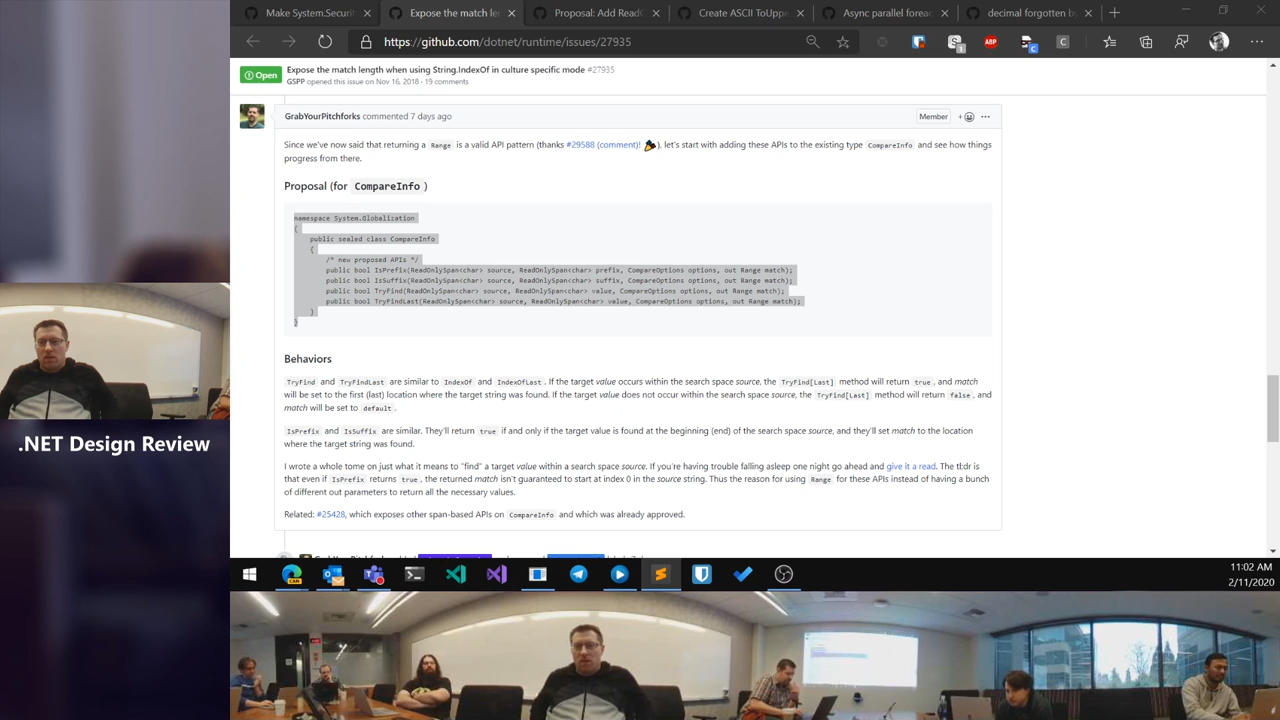 Make System.Securit
Expose the match le
Proposal: Add ReadO
Create ASCII ToUppe
Async parallel foreac
decimal forgotten by
https://github.com/dotnet/runtime/issues/27935
Open
Expose the match length when using String.IndexOf in culture specific mode #27935
GSPP opened this issue on Nov 16, 2018 · 19 comments
GrabYourPitchforks commented 7 days ago
Member
Since we've now said that returning a Range is a valid API pattern (thanks #29588 (comment)! ), let's start with adding these APIs to the existing type CompareInfo and see how things
progress from there.
Proposal (for CompareInfo )
namespace System.Globalization
{
public sealed class CompareInfo
{
/* new proposed APIs */
public bool IsPrefix(ReadOnlySpan<char> source, ReadOnlySpan<char> prefix, CompareOptions options, out Range match);
public bool IsSuffix(ReadOnlySpan<char> source, ReadOnlySpan<char> suffix, CompareOptions options, out Range match);
public bool TryFind(ReadOnlySpan<char> source, ReadOnlySpan<char> value, CompareOptions options, out Range match);
public bool TryFindLast(ReadOnlySpan<char> source, ReadOnlySpan<char> value, CompareOptions options, out Range match);
}
}
Behaviors
TryFind and TryFindLast are similar to IndexOf and IndexOfLast. If the target value occurs within the search space source, the TryFind[Last] method will return true, and match
will be set to the first (last) location where the target string was found. If the target value does not occur within the search space source, the TryFind[Last] method will return false, and
match will be set to default.
IsPrefix and IsSuffix are similar. They'll return true if and only if the target value is found at the beginning (end) of the search space source, and they'll set match to the location
where the target string was found.
I wrote a whole tome on just what it means to "find" a target value within a search space source. If you're having trouble falling asleep one night go ahead and give it a read. The tl;dr is
that even if IsPrefix returns true, the returned match isn't guaranteed to start at index 0 in the source string. Thus the reason for using Range for these APIs instead of having a bunch
of different out parameters to return all the necessary values.
Related: #25428, which exposes other span-based APIs on CompareInfo and which was already approved.
.NET Design Review
11:02 AM
2/11/2020